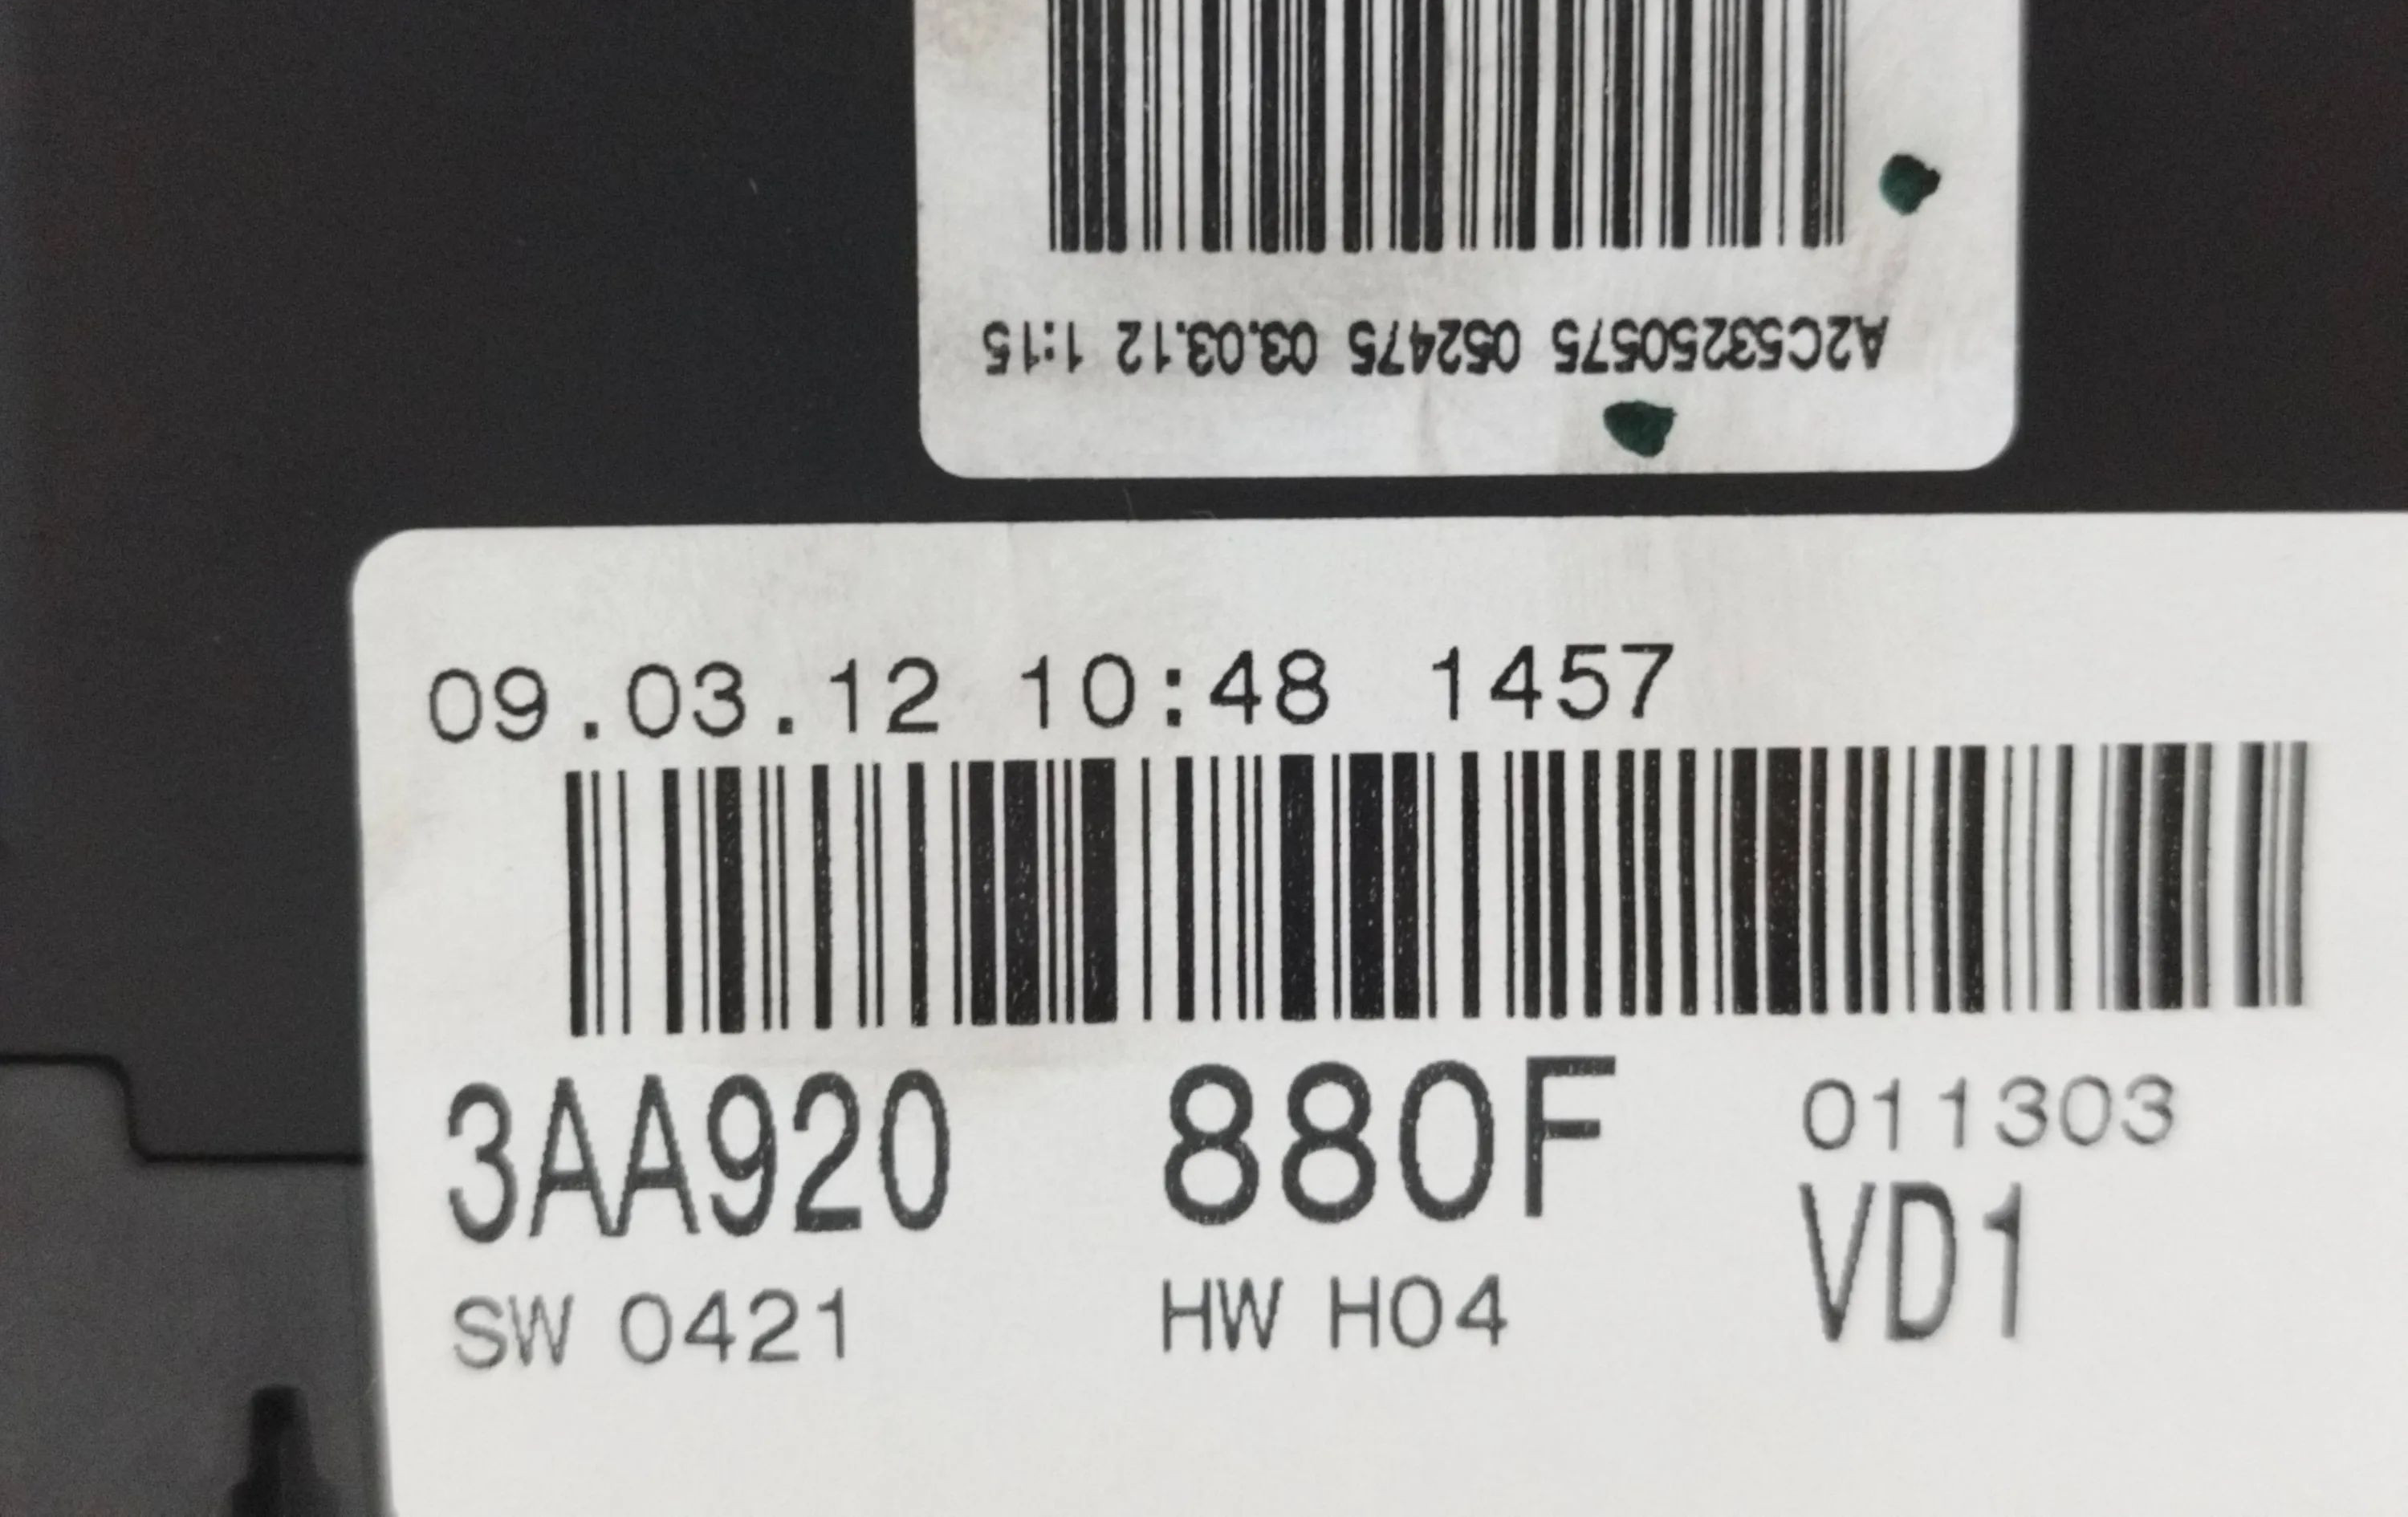 A2C53250575 052475 03.03.12 1:15
09.03.12 10:48 1457
3AA920 880F 011303
VD1
SW 0421 HW H04